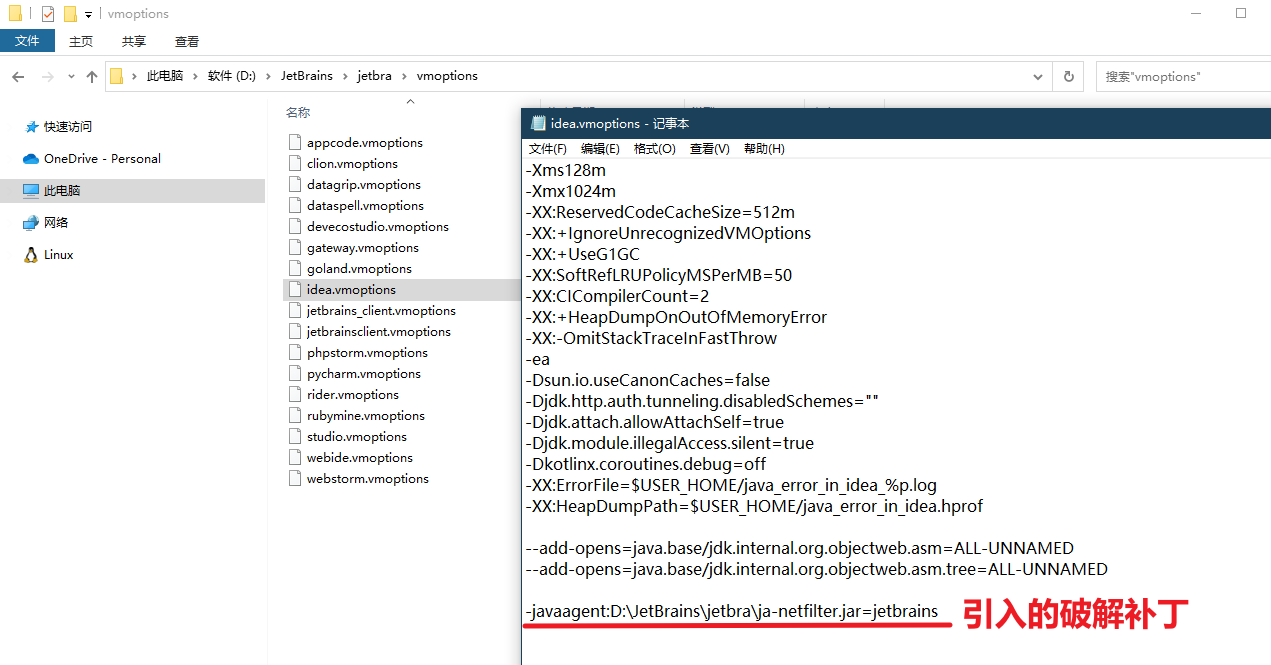 vmoptions
文件 主页 共享 查看
此电脑 软件 (D:) JetBrains jetbra vmoptions
搜索"vmoptions"
快速访问
OneDrive - Personal
此电脑
网络
Linux
名称
appcode.vmoptions
clion.vmoptions
datagrip.vmoptions
dataspell.vmoptions
devecostudio.vmoptions
gateway.vmoptions
goland.vmoptions
idea.vmoptions
jetbrains_client.vmoptions
jetbrainsclient.vmoptions
phpstorm.vmoptions
pycharm.vmoptions
rider.vmoptions
rubymine.vmoptions
studio.vmoptions
webide.vmoptions
webstorm.vmoptions
idea.vmoptions - 记事本
文件(F) 编辑(E) 格式(O) 查看(V) 帮助(H)
-Xms128m
-Xmx1024m
-XX:ReservedCodeCacheSize=512m
-XX:+IgnoreUnrecognizedVMOptions
-XX:+UseG1GC
-XX:SoftRefLRUPolicyMSPerMB=50
-XX:CICompilerCount=2
-XX:+HeapDumpOnOutOfMemoryError
-XX:-OmitStackTraceInFastThrow
-ea
-Dsun.io.useCanonCaches=false
-Djdk.http.auth.tunneling.disabledSchemes=""
-Djdk.attach.allowAttachSelf=true
-Djdk.module.illegalAccess.silent=true
-Dkotlinx.coroutines.debug=off
-XX:ErrorFile=$USER_HOME/java_error_in_idea_%p.log
-XX:HeapDumpPath=$USER_HOME/java_error_in_idea.hprof
--add-opens=java.base/jdk.internal.org.objectweb.asm=ALL-UNNAMED
--add-opens=java.base/jdk.internal.org.objectweb.asm.tree=ALL-UNNAMED
-javaagent:D:\JetBrains\jetbra\ja-netfilter.jar=jetbrains 引入的破解补丁